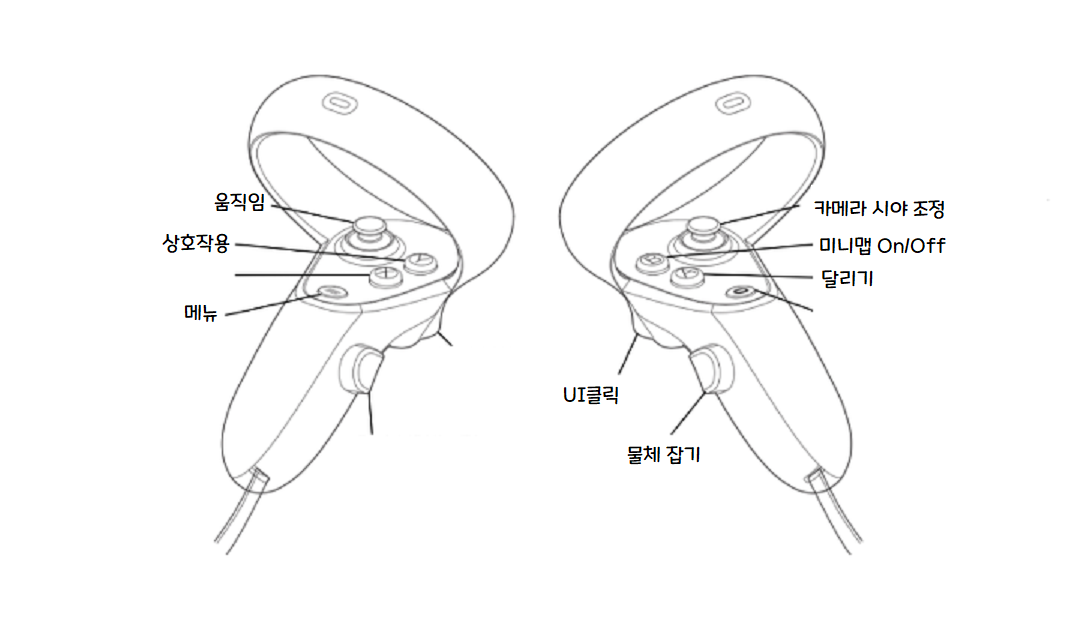 움직임
상호작용
메뉴
카메라 시야 조정
미니맵 On/Off
달리기
UI클릭
물체 잡기